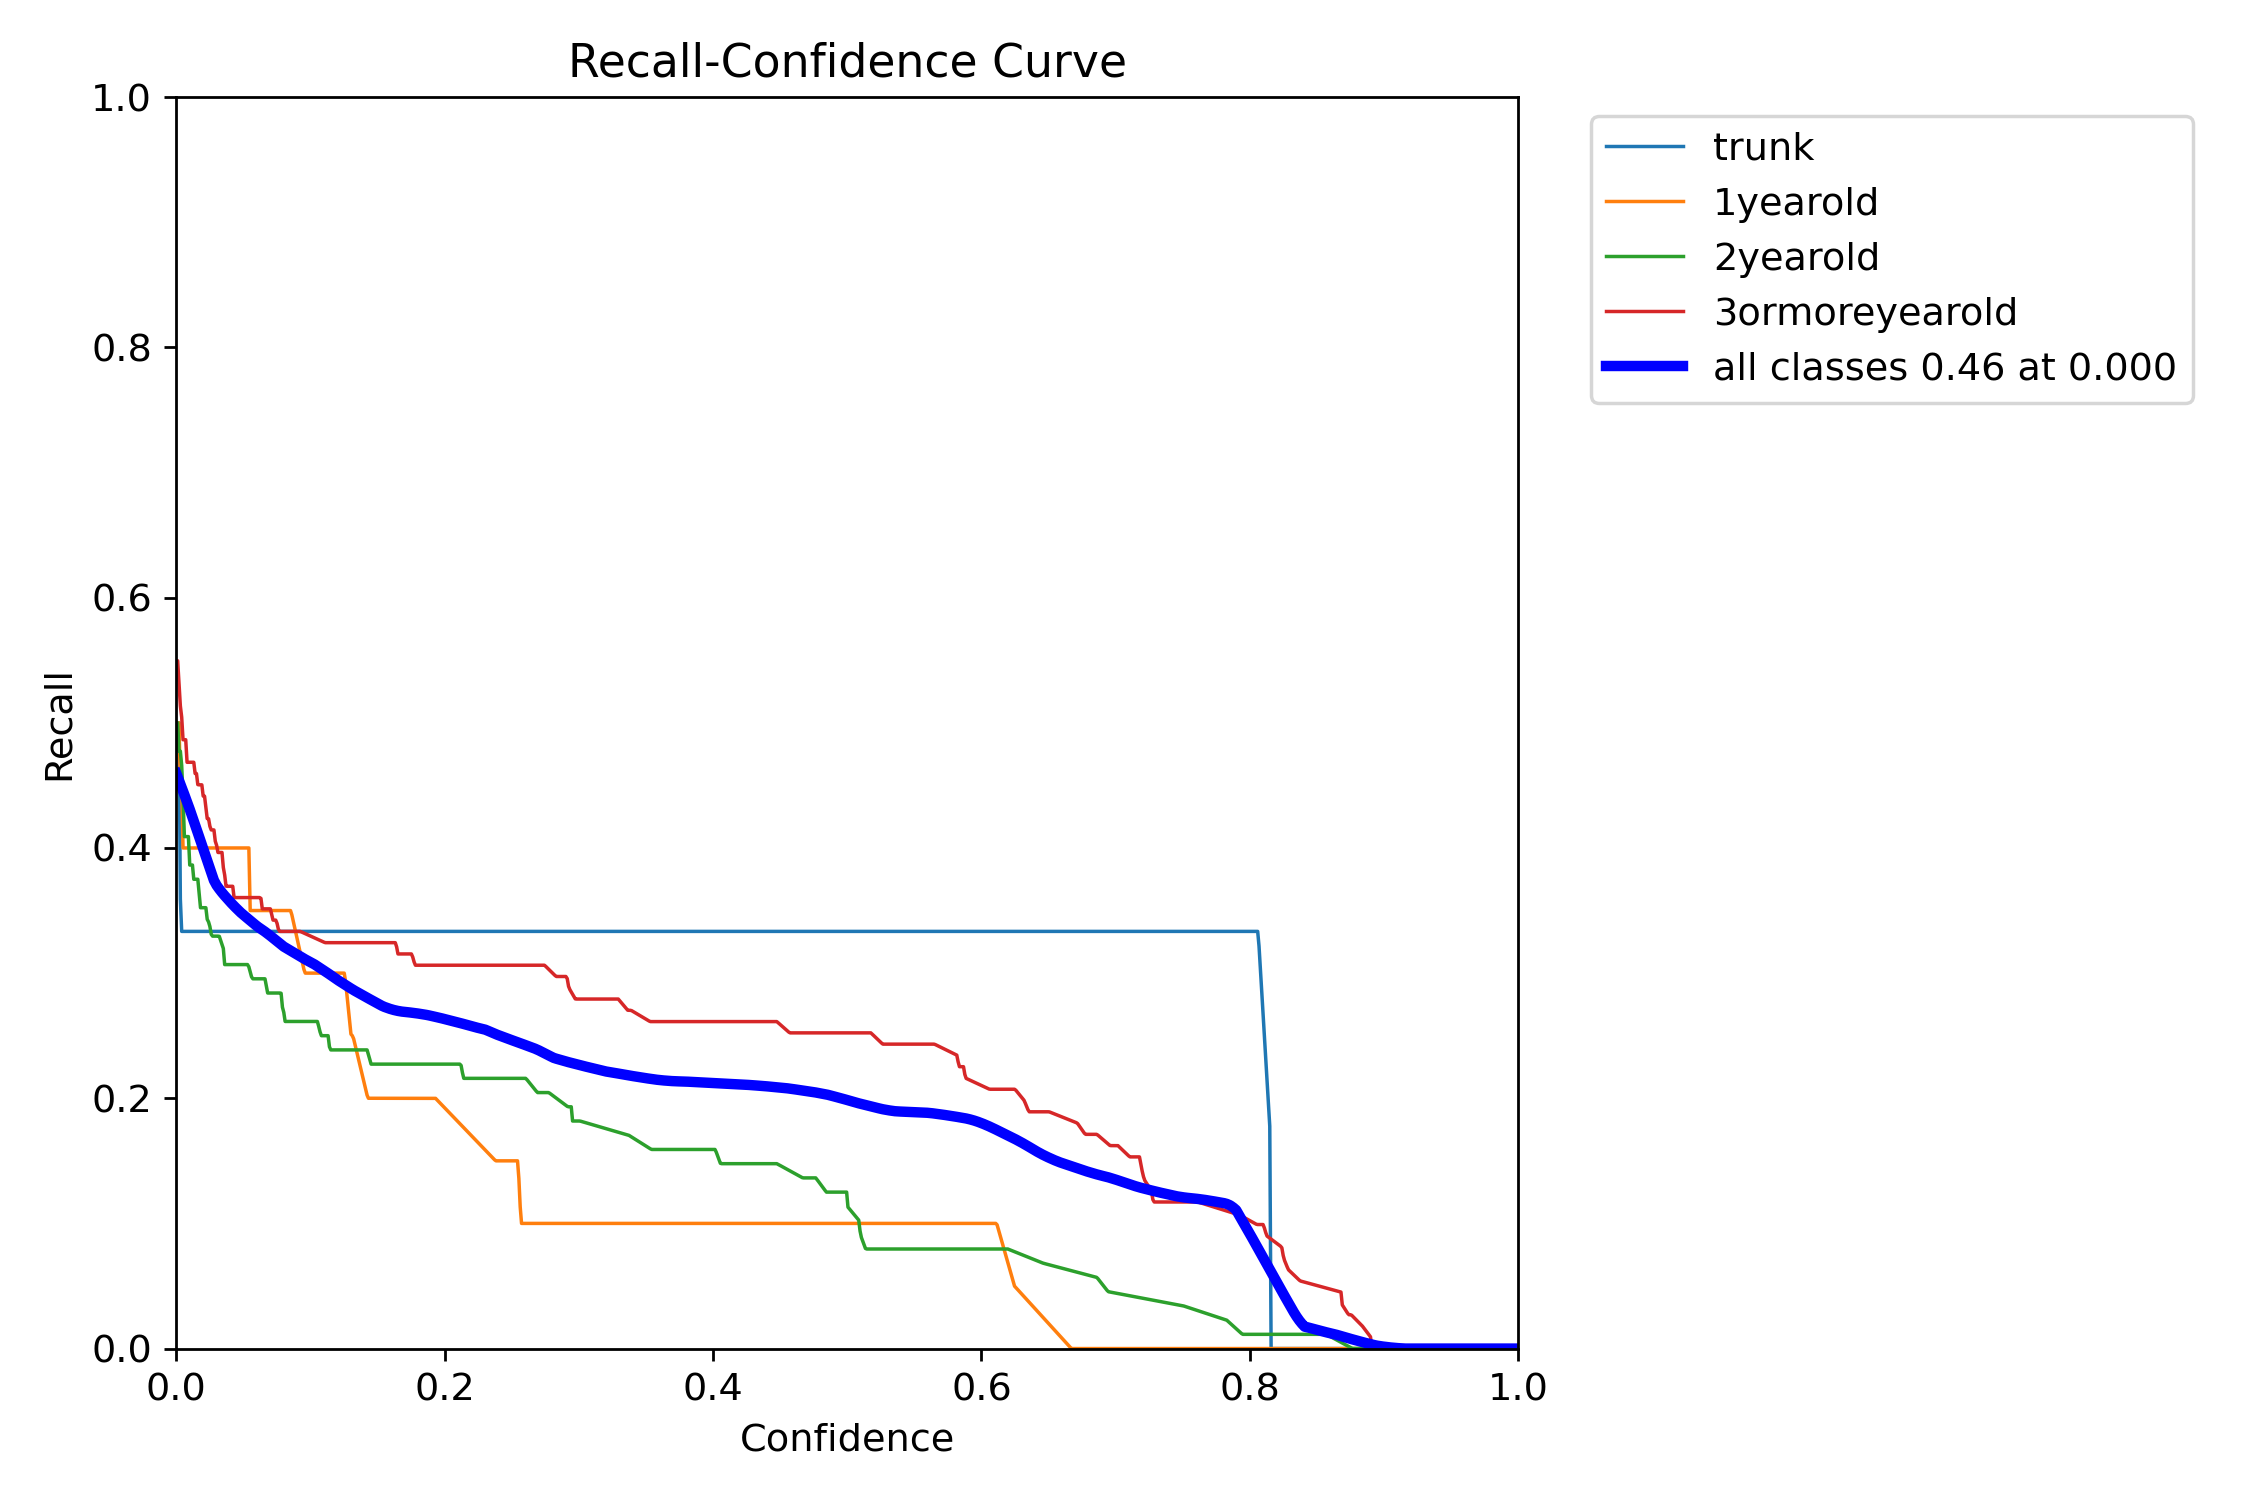 Recall-Confidence Curve
1.0
0.8
0.6
0.4
0.2
0.0
Recall
0.0 0.2 0.4 0.6 0.8 1.0
Confidence
trunk
1yearold
2yearold
3ormoreyearold
all classes 0.46 at 0.000